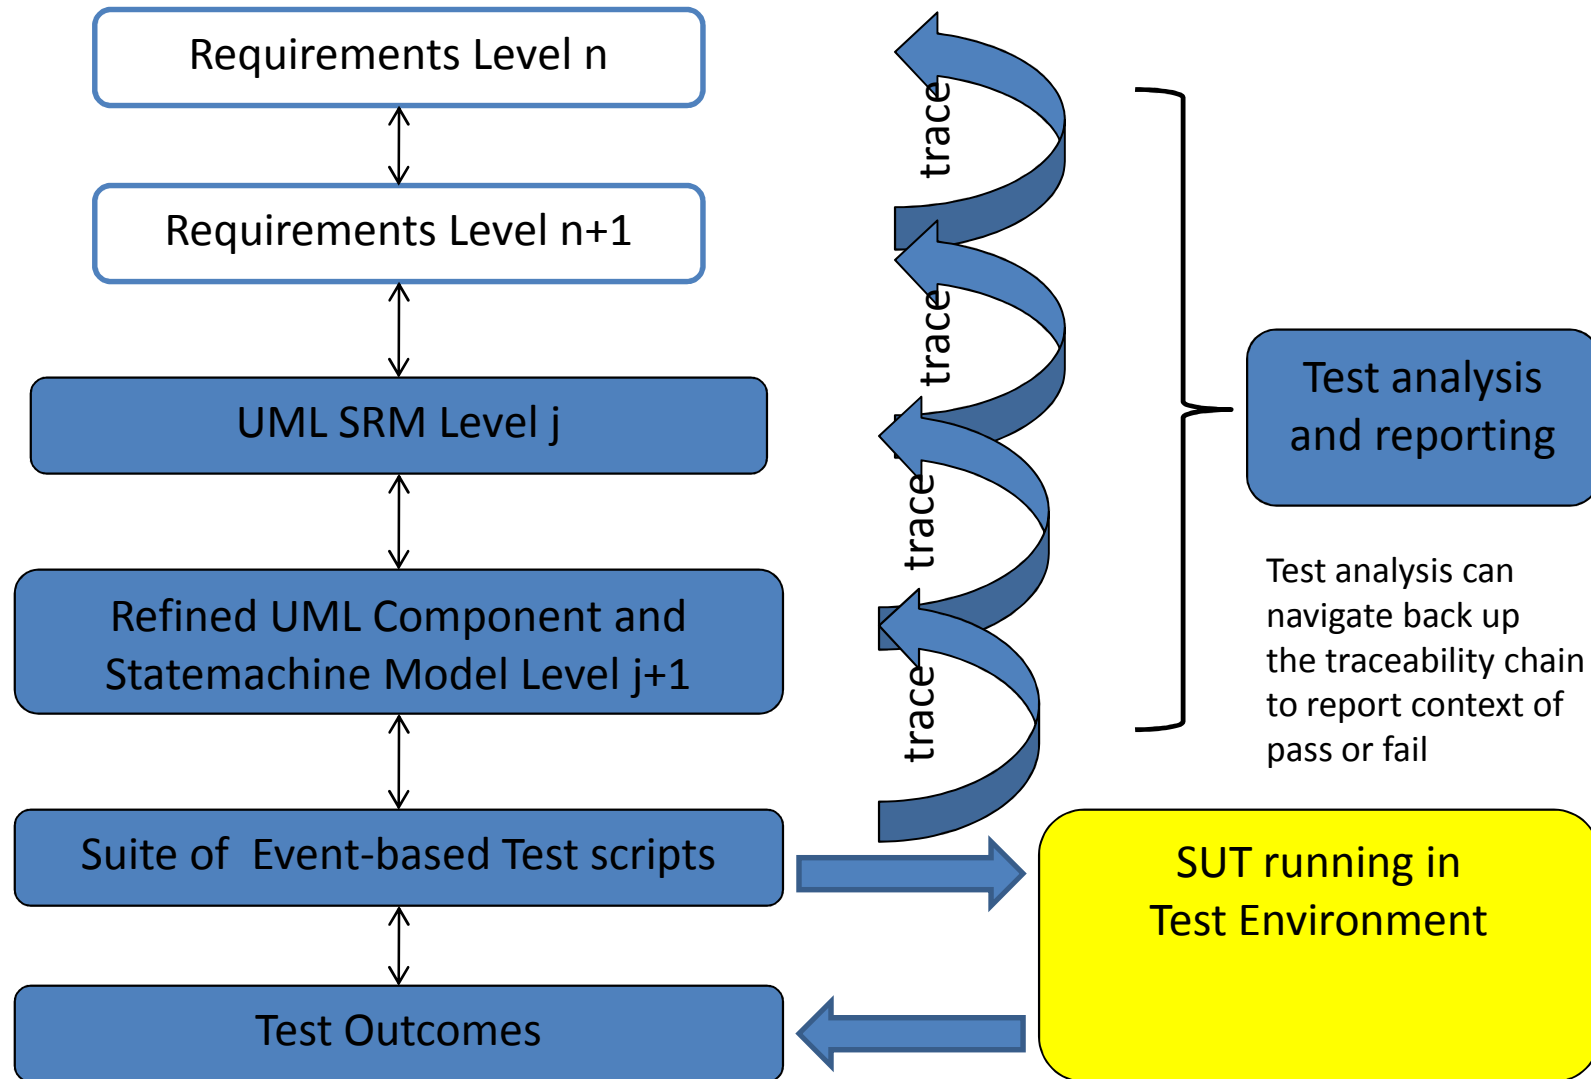 Requirements Level n
Requirements Level n+1
UML SRM Level j
Refined UML Component and
Statemachine Model Level j+1
Suite of Event-based Test scripts
Test Outcomes
trace
trace
trace
trace
Test analysis
and reporting
Test analysis can
navigate back up
the traceability chain
to report context of
pass or fail
SUT running in
Test Environment